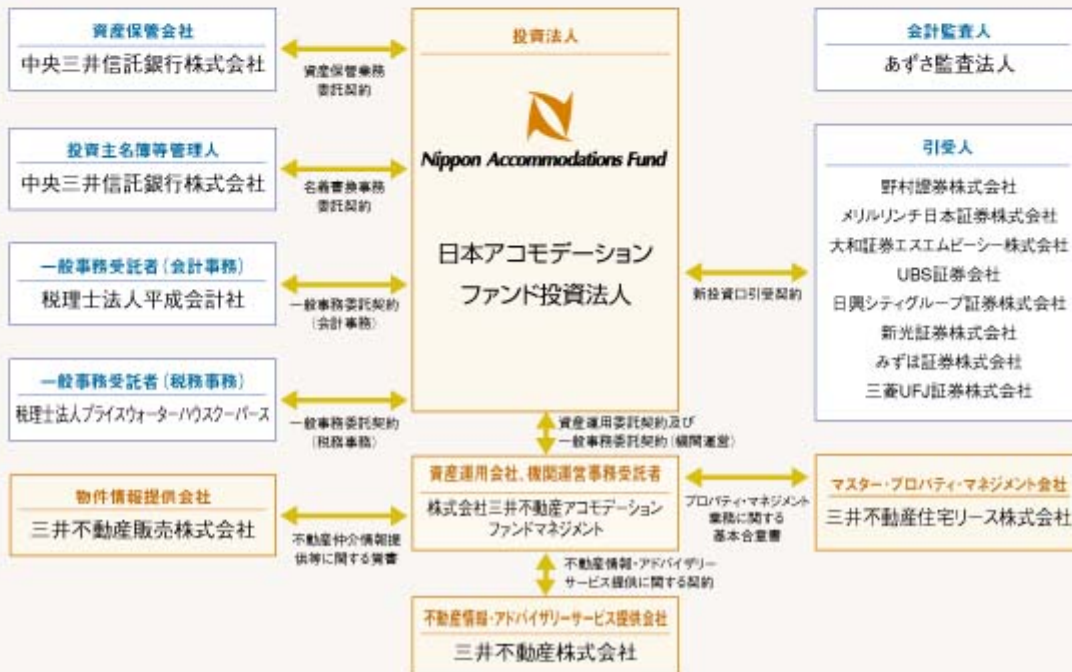 資産保管会社
中央三井信託銀行株式会社
資産保管業務
委託契約
投資主名簿等管理人
中央三井信託銀行株式会社
名義書換事務
委託契約
一般事務受託者(会計事務)
税理士法人平成会計社
一般事務委託契約
(会計事務)
一般事務受託者(税務事務)
税理士法人プライスウォーターハウスクーパース
一般事務委託契約
(税務事務)
物件情報提供会社
三井不動産販売株式会社
不動産仲介情報提
供等に関する覚書
投資法人
Nippon Accommodations Fund
日本アコモデーション
ファンド投資法人
資産運用委託契約及び
一般事務委託契約(機関運営)
資産運用会社、機関運営事務受託者
株式会社三井不動産アコモデーション
ファンドマネジメント
不動産情報・アドバイザリー
サービス提供に関する契約
不動産情報・アドバイザリーサービス提供会社
三井不動産株式会社
会計監査人
あずさ監査法人
新投資口引受契約
引受人
野村證券株式会社
メリルリンチ日本証券株式会社
大和証券エスエムビーシー株式会社
UBS証券会社
日興シティグループ証券株式会社
新光証券株式会社
みずほ証券株式会社
三菱UFJ証券株式会社
プロパティ・マネジメント
業務に関する
基本合意書
マスター・プロパティ・マネジメント会社
三井不動産住宅リース株式会社